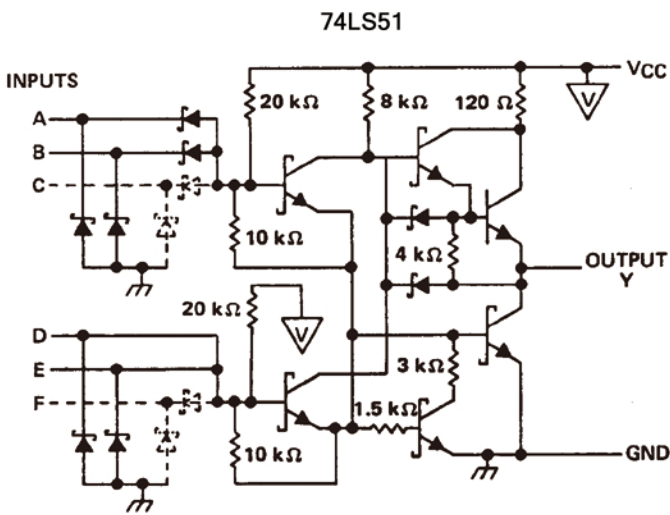 74LS51
INPUTS
VCC
V
20 kΩ
8 kΩ
120 Ω
A
B
C
10 kΩ
4 kΩ
OUTPUT
Y
20 kΩ
V
D
E
F
3 kΩ
1.5 kΩ
10 kΩ
GND